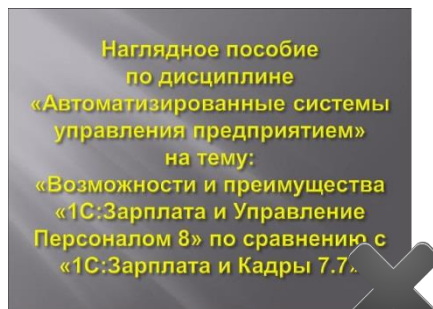 Наглядное пособие
по дисциплине
«Автоматизированные системы
управления предприятием»
на тему:
«Возможности и преимущества
«1С:Зарплата и Управление
Персоналом 8» по сравнению с
«1С:Зарплата и Кадры 7.7»